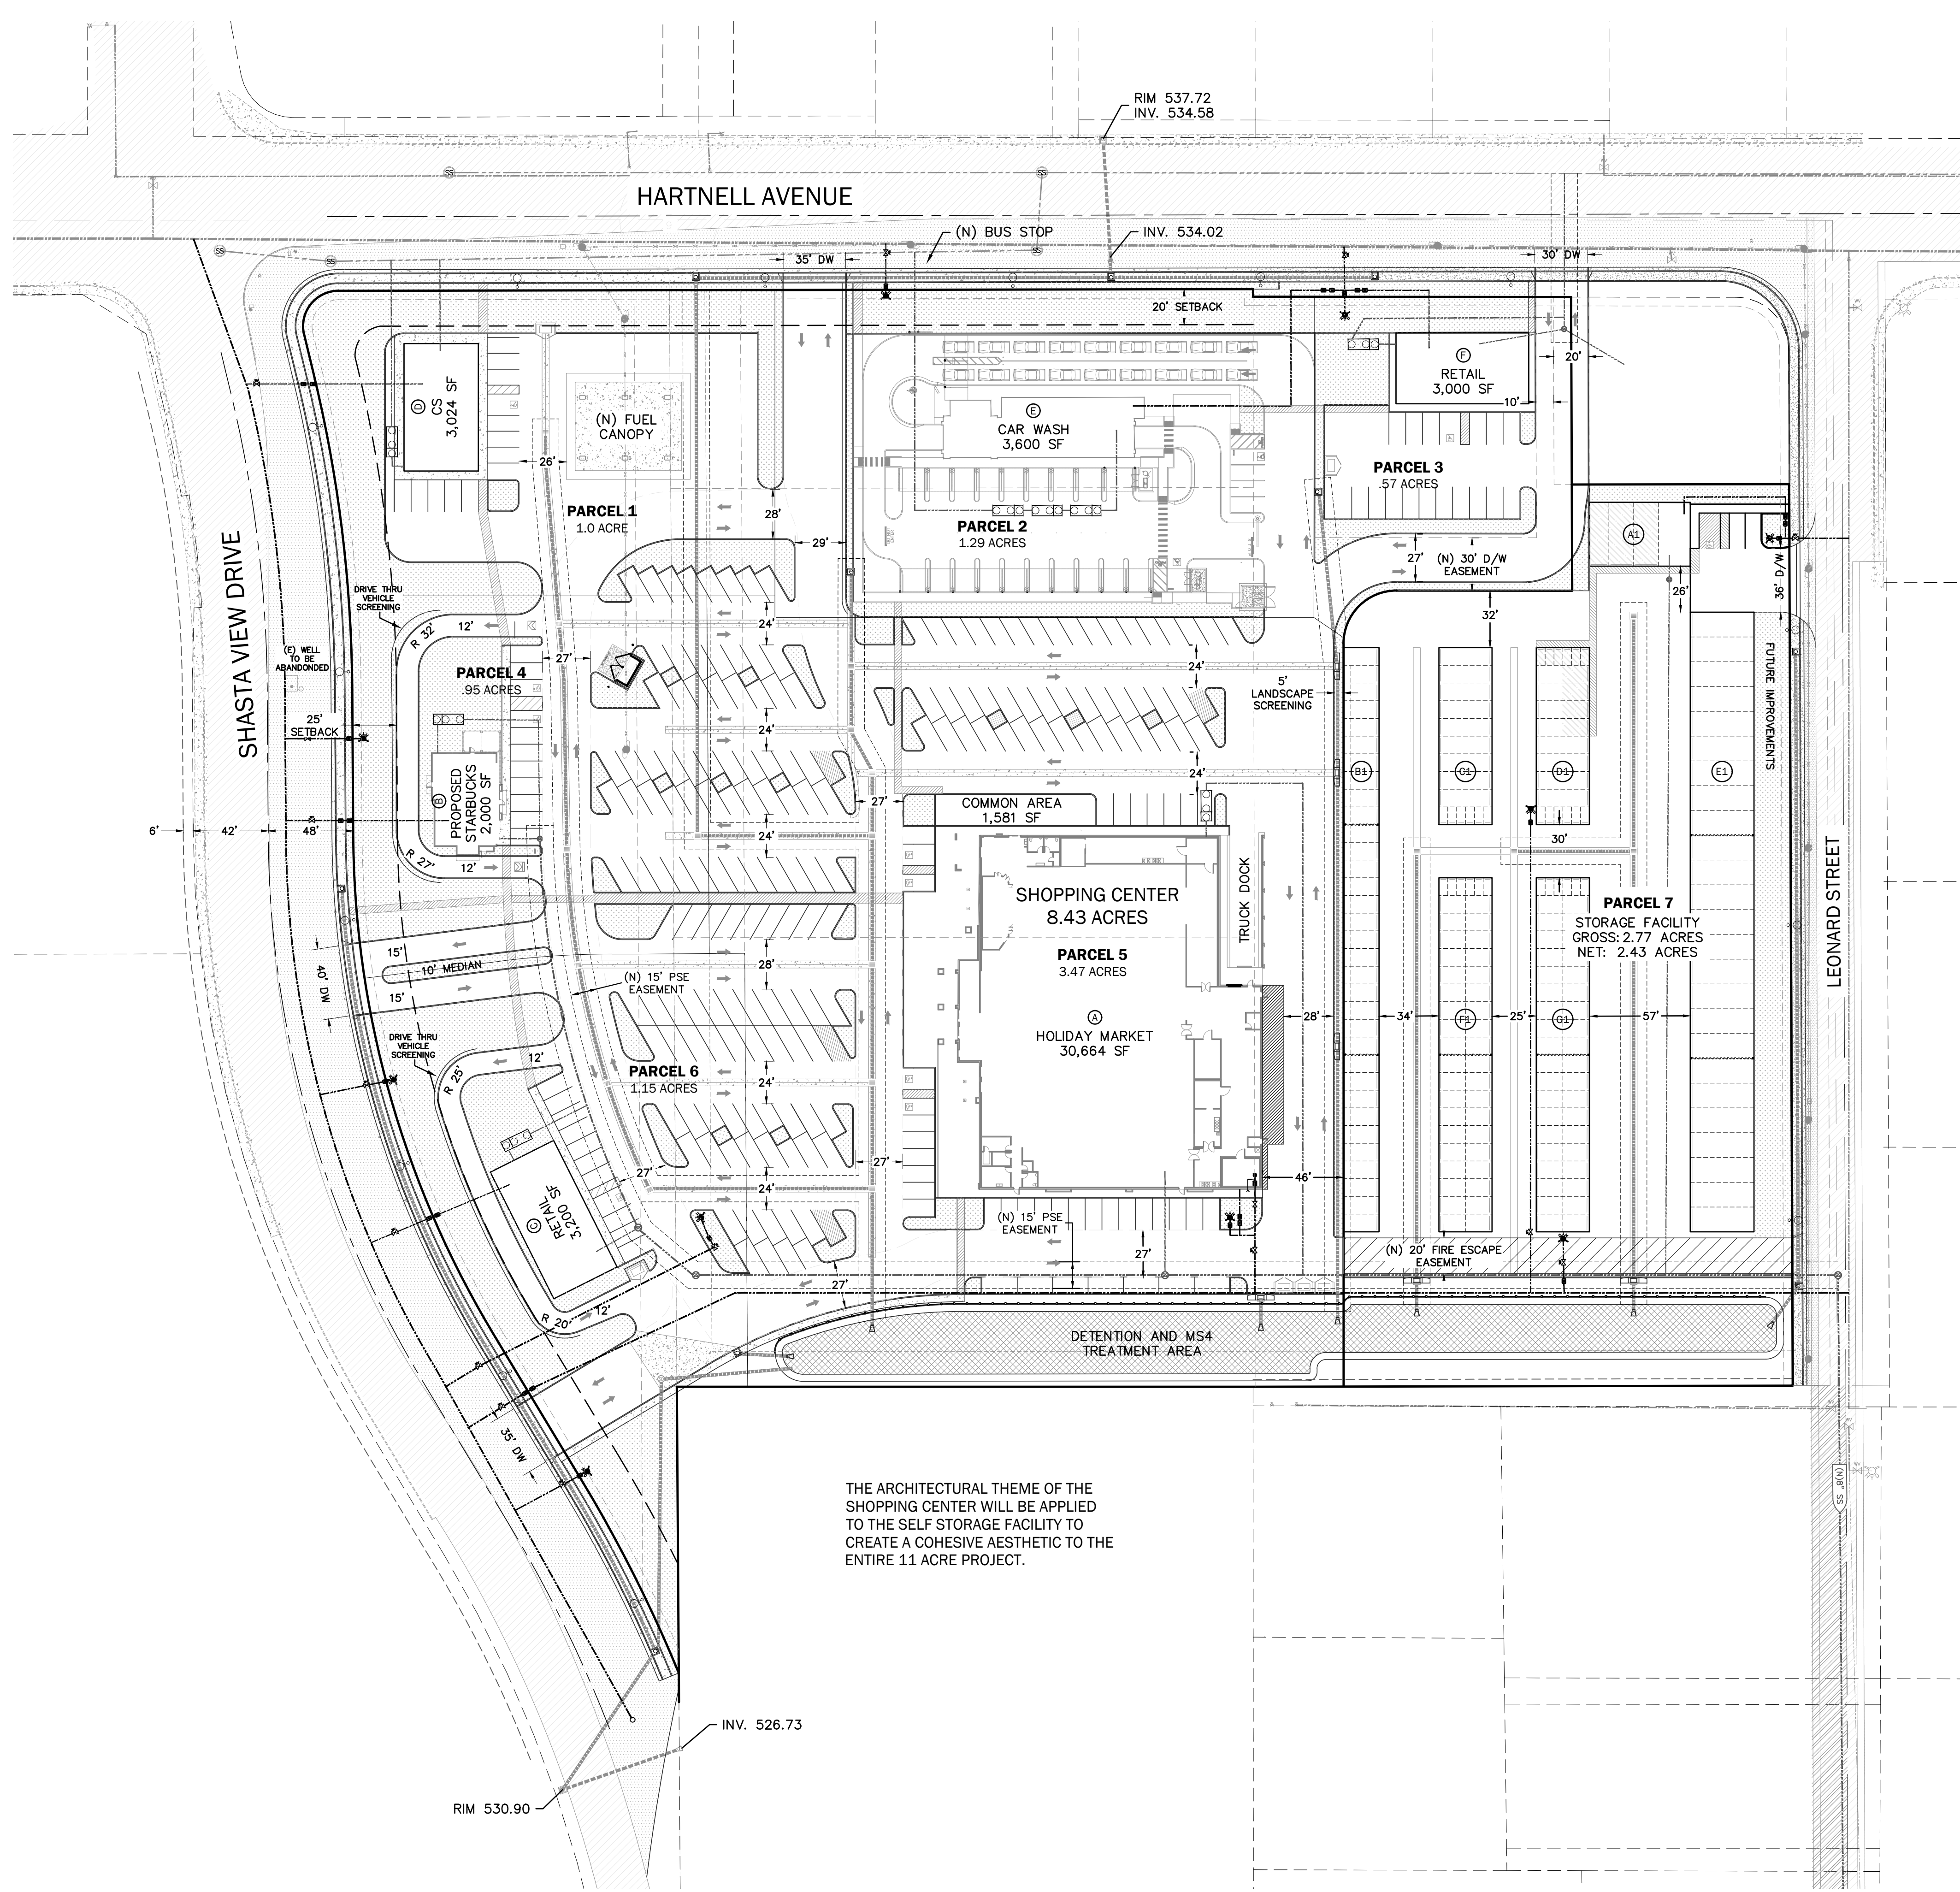 RIM 537.72
INV. 534.58
HARTNELL AVENUE
(N) BUS STOP
INV. 534.02
35' DW
30' DW
20' SETBACK
20'
F
RETAIL
3,000 SF
10'
D
CS
3,024 SF
(N) FUEL
CANOPY
E
CAR WASH
3,600 SF
26'
PARCEL 3
.57 ACRES
PARCEL 1
1.0 ACRE
28'
29'
PARCEL 2
1.29 ACRES
27'
(N) 30' D/W
EASEMENT
A1
26'
36' D/W
32'
SHASTA VIEW DRIVE
DRIVE THRU
VEHICLE
SCREENING
R 32'
12'
24'
(E) WELL
TO BE
ABANDONDED
27'
PARCEL 4
.95 ACRES
24'
5'
LANDSCAPE
SCREENING
FUTURE IMPROVEMENTS
25'
SETBACK
24'
B
PROPOSED
STARBUCKS
2,000 SF
24'
B1
C1
D1
E1
27'
COMMON AREA
1,581 SF
6'
42'
48'
24'
30'
R 27'
12'
TRUCK DOCK
SHOPPING CENTER
8.43 ACRES
PARCEL 5
3.47 ACRES
PARCEL 7
STORAGE FACILITY
GROSS: 2.77 ACRES
NET: 2.43 ACRES
LEONARD STREET
15'
10' MEDIAN
15'
40' DW
28'
(N) 15' PSE
EASEMENT
A
HOLIDAY MARKET
30,664 SF
28'
34'
F1
25'
G1
57'
DRIVE THRU
VEHICLE
SCREENING
12'
R 25'
PARCEL 6
1.15 ACRES
24'
27'
27'
24'
46'
C
RETAIL
3,200 SF
(N) 15' PSE
EASEMENT
27'
(N) 20' FIRE ESCAPE
EASEMENT
27'
R 20'
12'
DETENTION AND MS4
TREATMENT AREA
35' DW
(N)8" SS
THE ARCHITECTURAL THEME OF THE
SHOPPING CENTER WILL BE APPLIED
TO THE SELF STORAGE FACILITY TO
CREATE A COHESIVE AESTHETIC TO THE
ENTIRE 11 ACRE PROJECT.
INV. 526.73
RIM 530.90